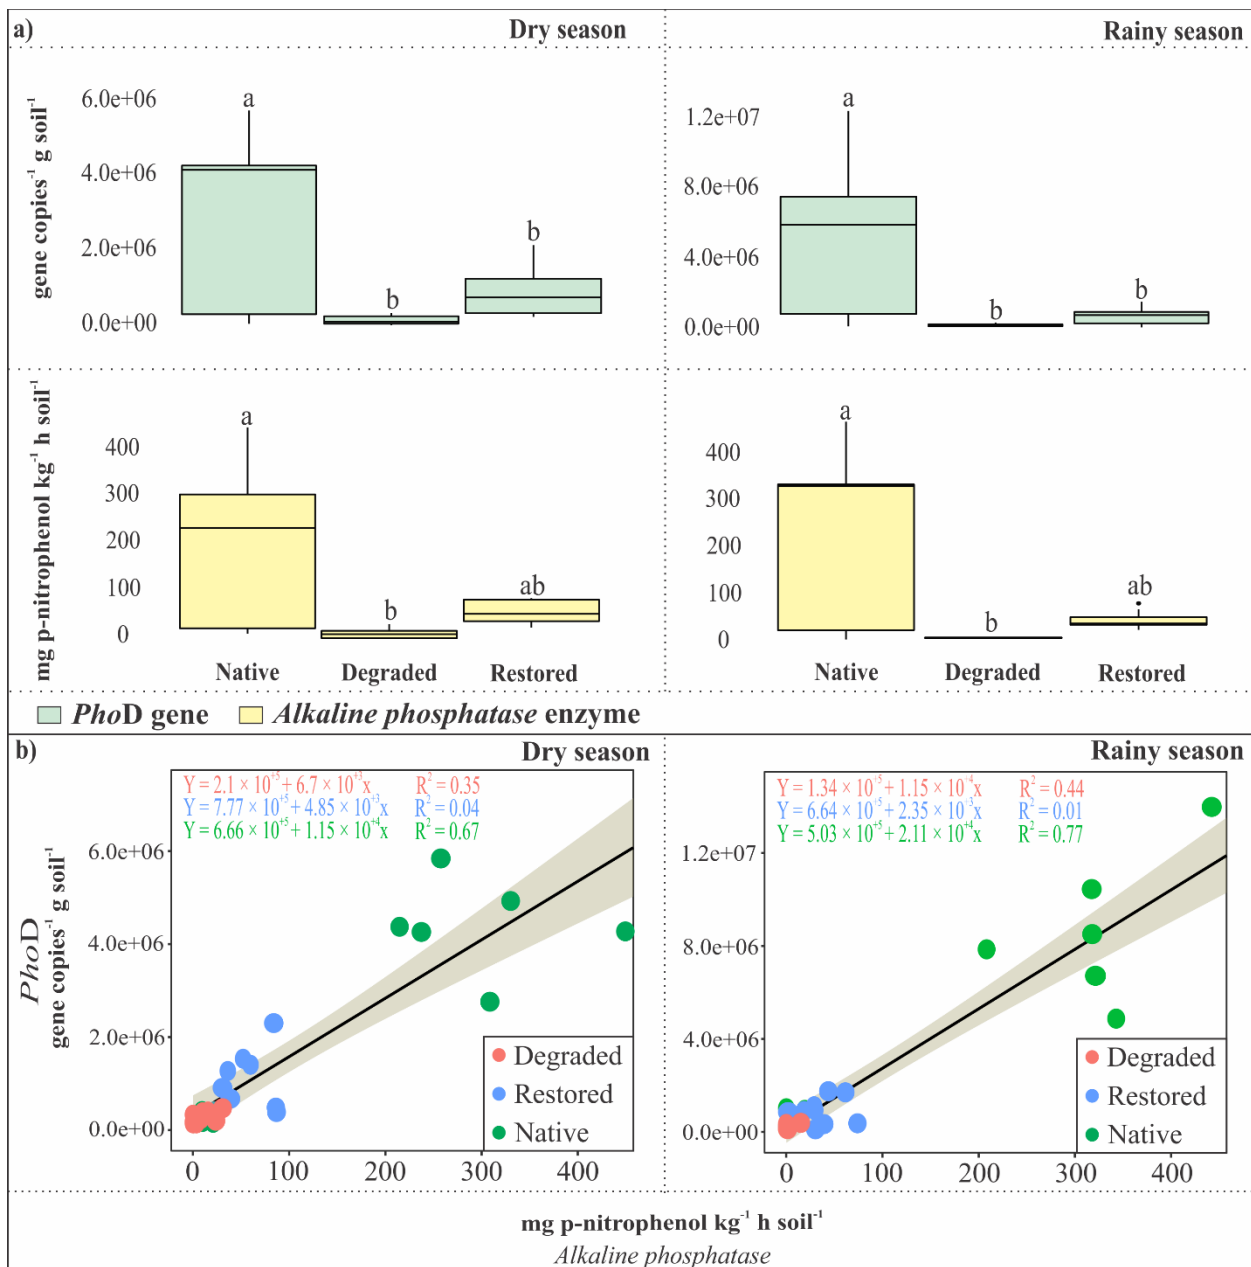 a)
Dry season
Rainy season
gene copies⁻¹ g soil⁻¹
6.0e+06
4.0e+06
2.0e+06
0.0e+00
a
b
b
1.2e+07
8.0e+06
4.0e+06
0.0e+00
a
b
b
mg p-nitrophenol kg⁻¹ h soil⁻¹
400
300
200
100
0
a
b
ab
400
300
200
100
0
a
b
ab
Native Degraded Restored
Native Degraded Restored
PhoD gene Alkaline phosphatase enzyme
b)
Dry season
Rainy season
Y = 2.1 × 10⁺⁵ + 6.7 × 10⁺³x R² = 0.35
Y = 7.77 × 10⁺⁵ + 4.85 × 10⁺³x R² = 0.04
Y = 6.66 × 10⁺⁵ + 1.15 × 10⁺⁴x R² = 0.67
Y = 1.34 × 10⁺⁵ + 1.15 × 10⁺⁴x R² = 0.44
Y = 6.64 × 10⁺⁵ + 2.35 × 10⁺³x R² = 0.01
Y = 5.03 × 10⁺⁵ + 2.11 × 10⁺⁴x R² = 0.77
PhoD
gene copies⁻¹ g soil⁻¹
6.0e+06
4.0e+06
2.0e+06
0.0e+00
Degraded
Restored
Native
0 100 200 300 400
1.2e+07
8.0e+06
4.0e+06
0.0e+00
Degraded
Restored
Native
0 100 200 300 400
mg p-nitrophenol kg⁻¹ h soil⁻¹
Alkaline phosphatase